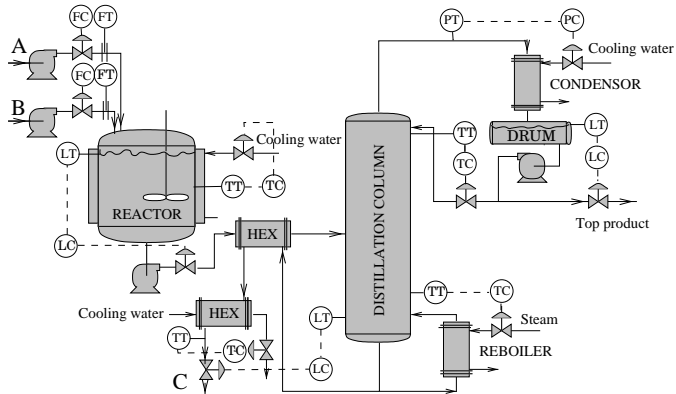 FC
FT
PT
PC
A
Cooling water
FC
FT
CONDENSOR
B
DRUM
LT
TT
LT
Cooling water
TC
LC
TT
TC
REACTOR
DISTILLATION COLUMN
Top product
HEX
LC
TT
TC
Cooling water
HEX
LT
Steam
TT
TC
REBOILER
C
LC